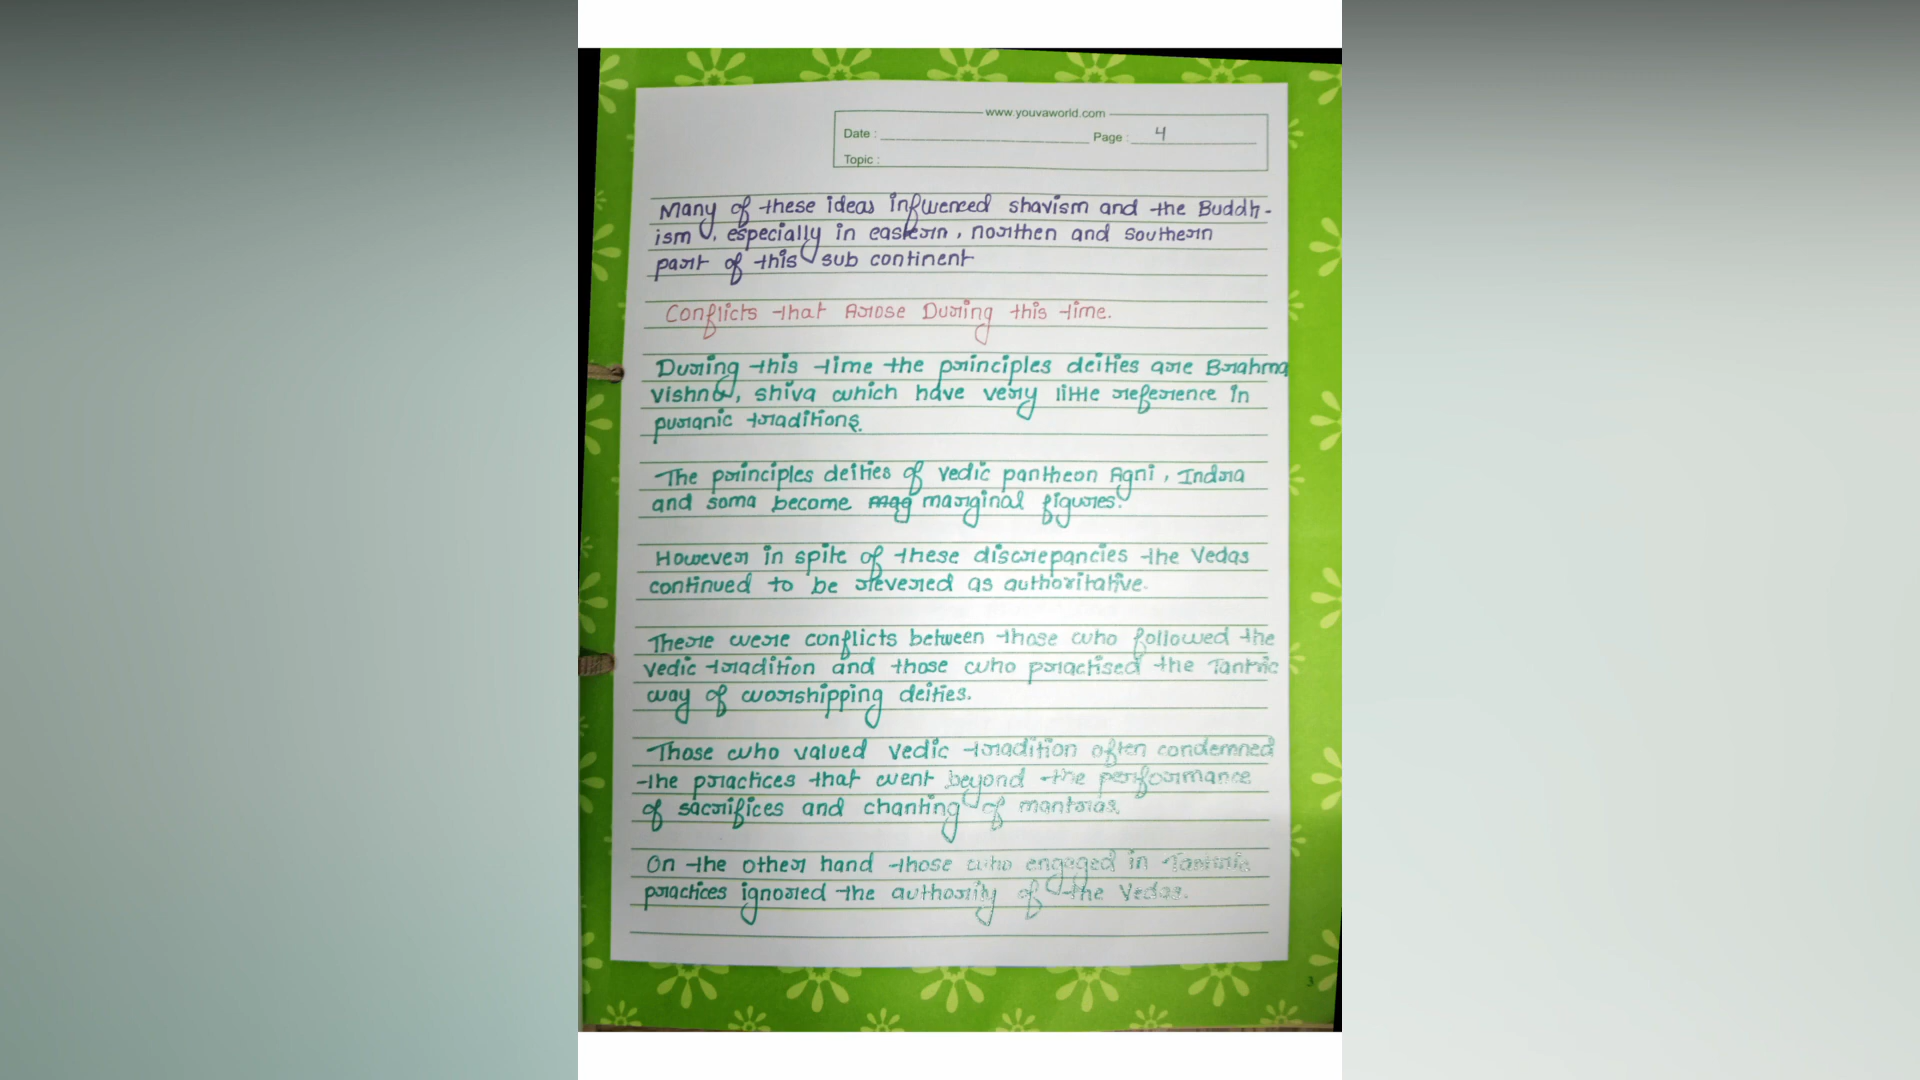 www.youvaworld.com
Date : Page : 4
Topic :
Many of these ideas influenced shavism and the Buddh-
ism, especially in eastern, northen and southern
part of this sub continent
Conflicts that Arose During this time.
During this time the principles deities are Brahma
Vishnu, shiva which have very little reference in
puranic traditions.
The principles deities of vedic pantheon Agni, Indra
and soma become mag marginal figures.
However in spite of these discrepancies the Vedas
continued to be revered as authoritative.
There were conflicts between those who followed the
vedic tradition and those who practised the Tantric
way of worshipping deities.
Those who valued vedic tradition often condemned
the practices that went beyond the performance
of sacrifices and chanting of mantras.
On the other hand those who engaged in Tantric
practices ignored the authority of the Vedas.
3